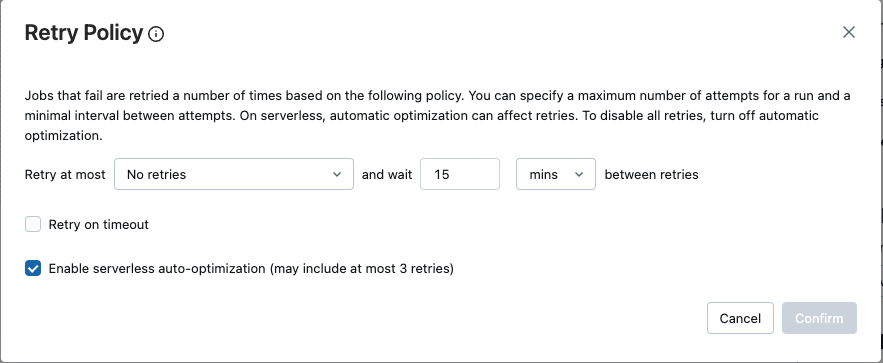 Retry Policy
Jobs that fail are retried a number of times based on the following policy. You can specify a maximum number of attempts for a run and a
minimal interval between attempts. On serverless, automatic optimization can affect retries. To disable all retries, turn off automatic
optimization.
Retry at most No retries and wait 15 mins between retries
Retry on timeout
Enable serverless auto-optimization (may include at most 3 retries)
Cancel Confirm